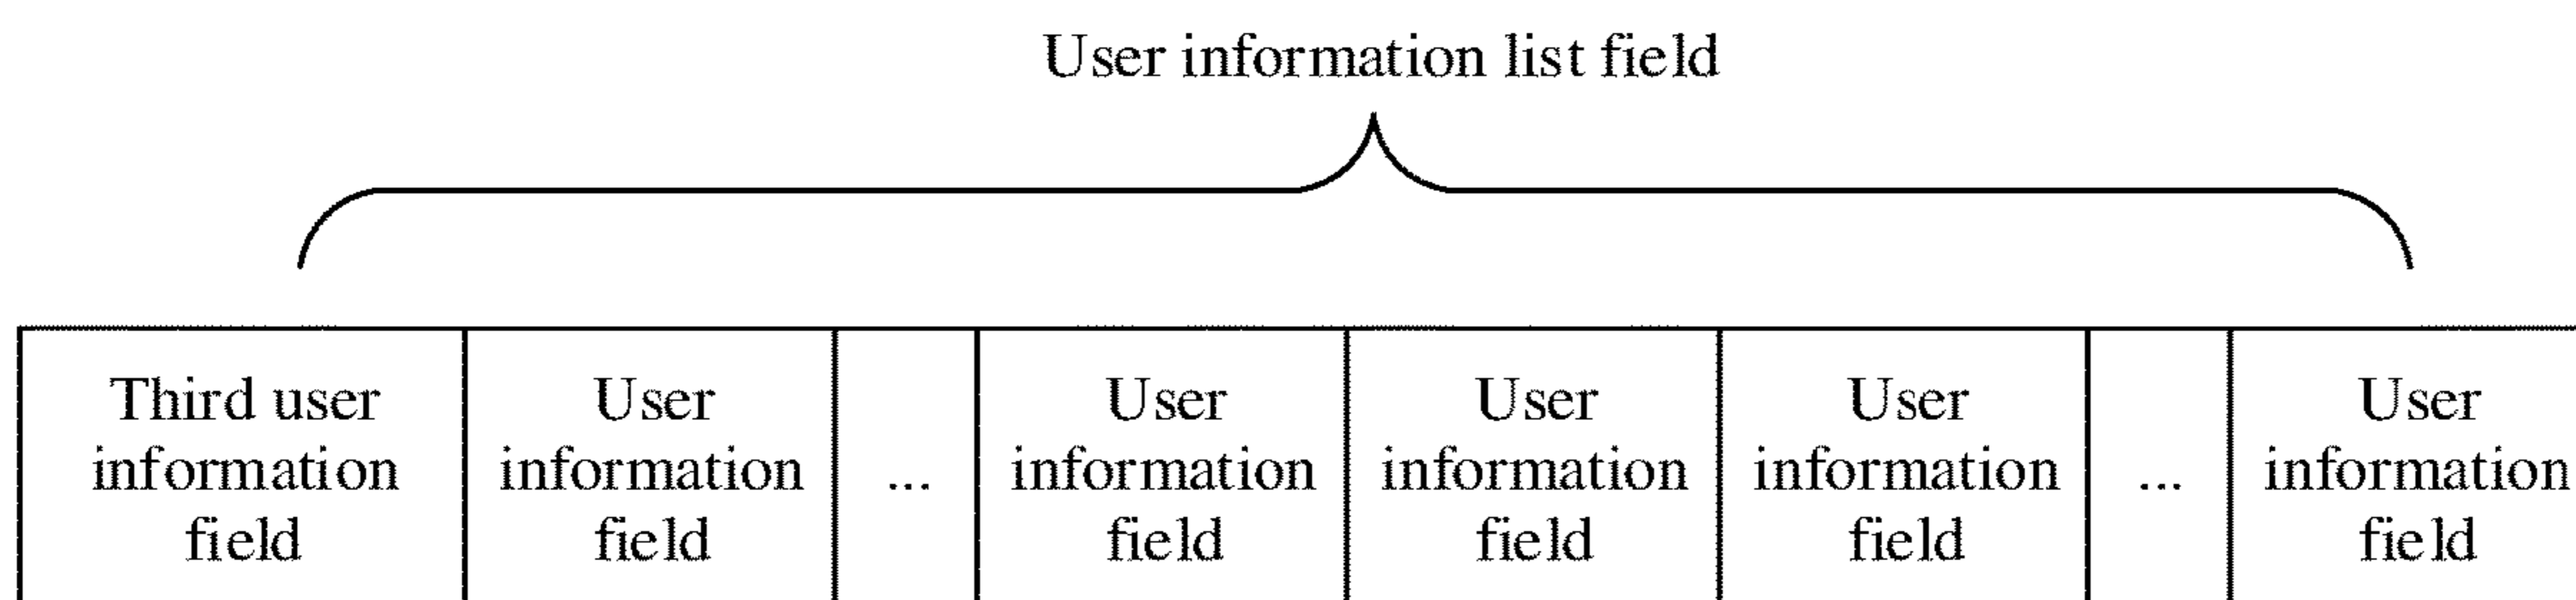 User information list field
Third user
information
field
User
information
field
...
User
information
field
User
information
field
User
information
field
...
User
information
field